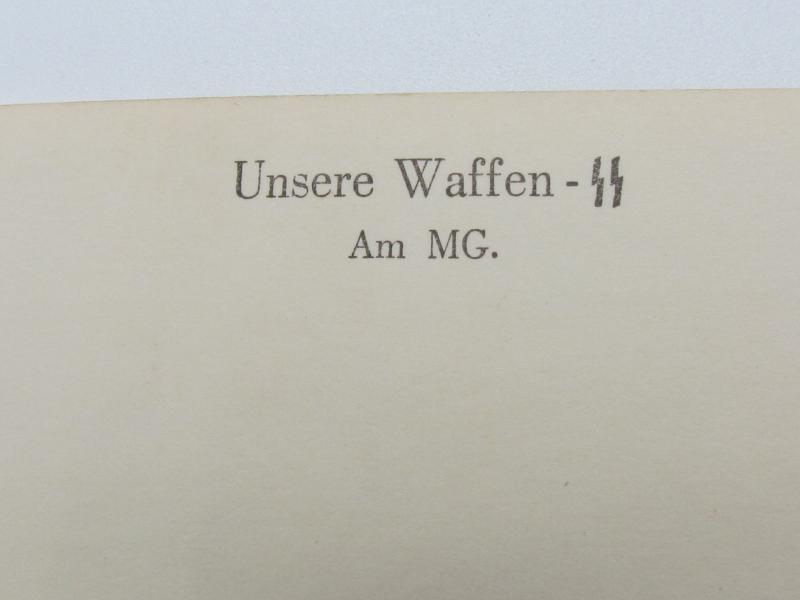 Unsere Waffen - ᛋᛋ
Am MG.